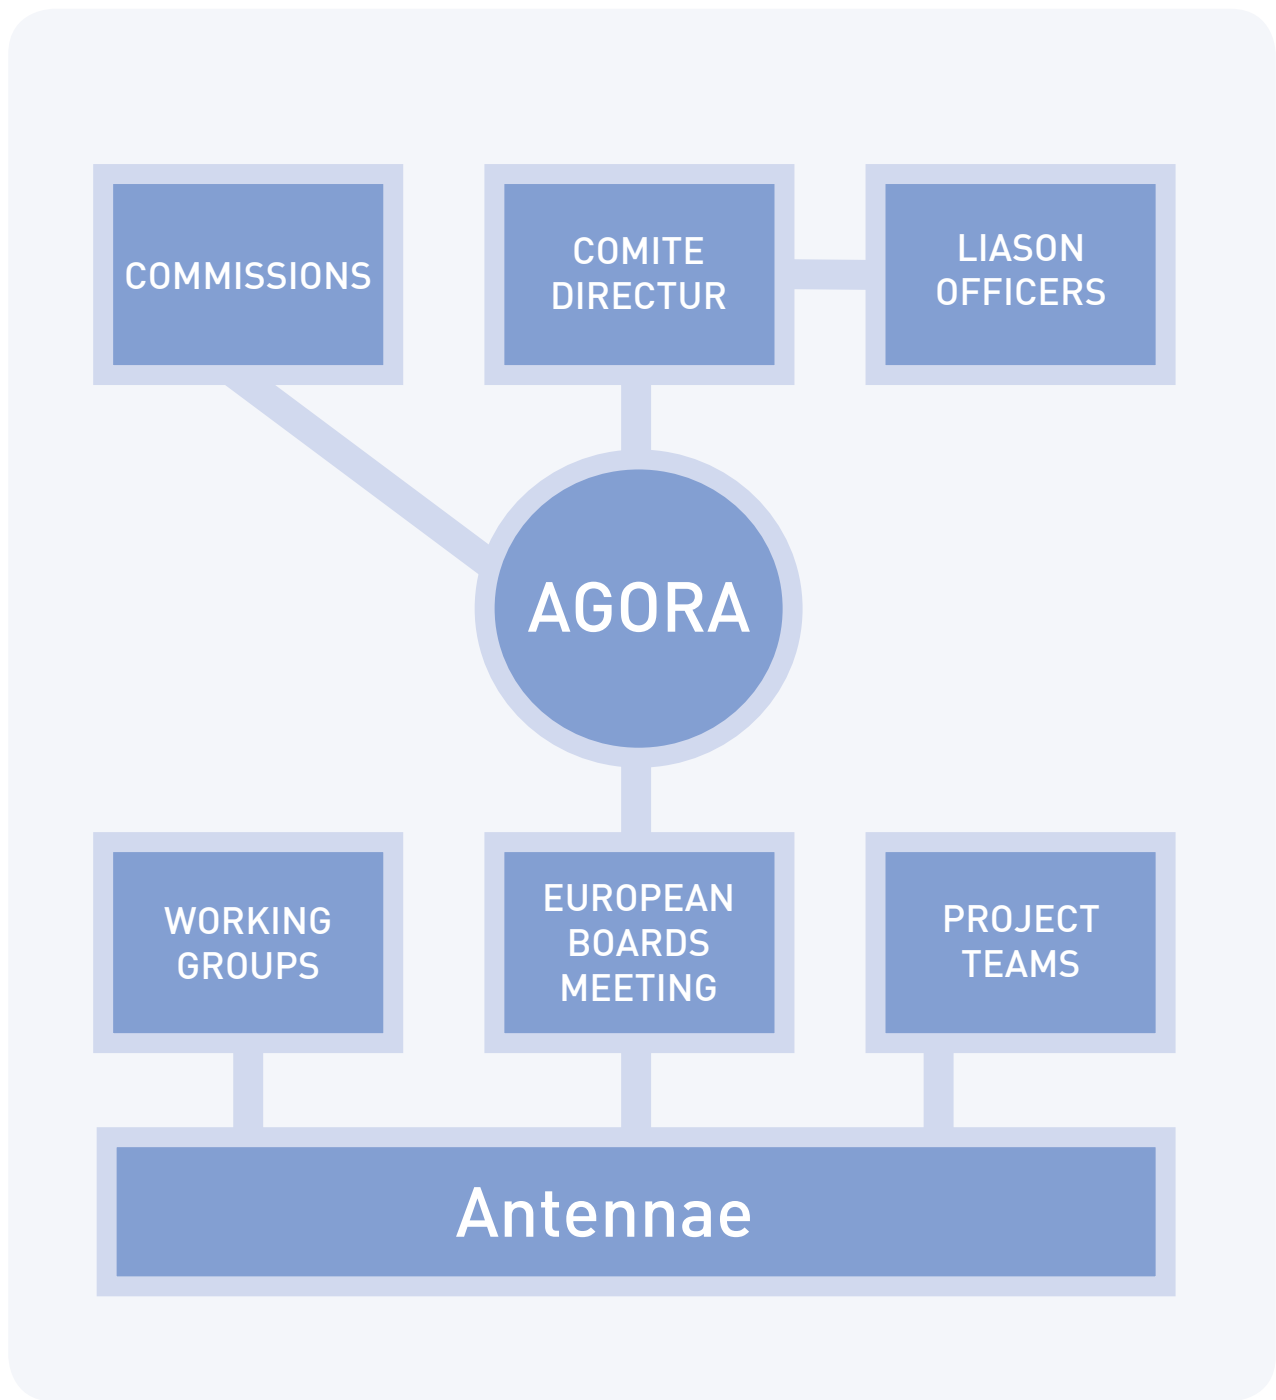 COMMISSIONS
COMITE
DIRECTUR
LIASON
OFFICERS
AGORA
WORKING
GROUPS
EUROPEAN
BOARDS
MEETING
PROJECT
TEAMS
Antennae